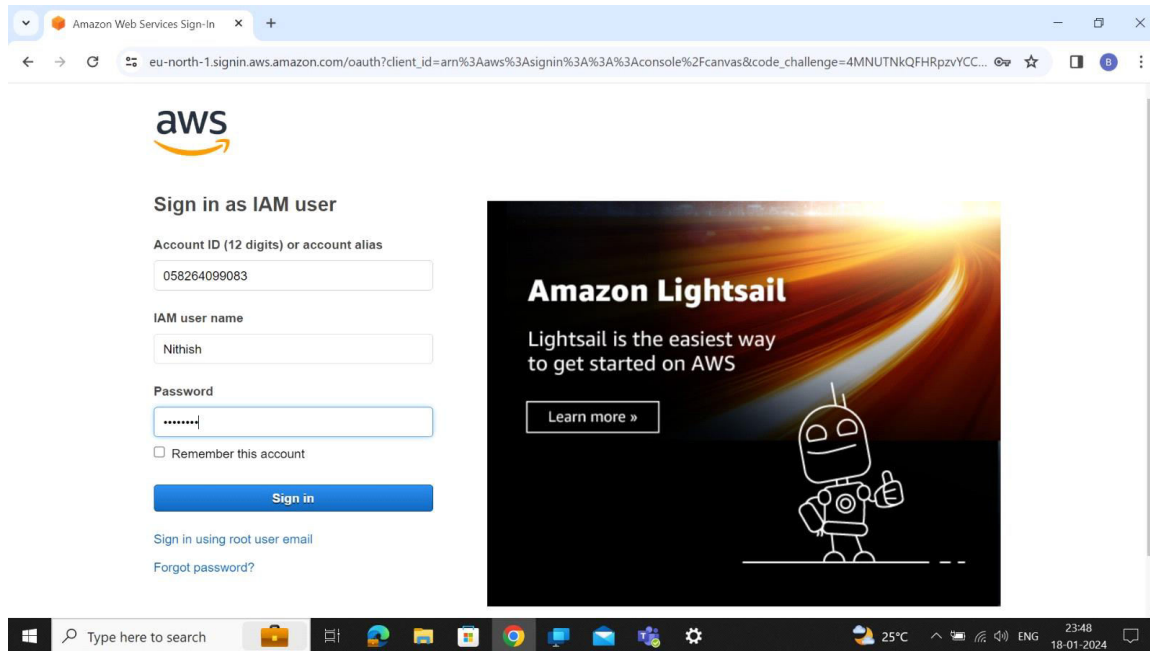 Amazon Web Services Sign-In
eu-north-1.signin.aws.amazon.com/oauth?client_id=arn%3Aaws%3Asignin%3A%3A%3Aconsole%2Fcanvas&code_challenge=4MNUTNkQFHRpzvYCC...
B
aws
Sign in as IAM user
Account ID (12 digits) or account alias
058264099083
IAM user name
Nithish
Password
••••••••
Remember this account
Sign in
Sign in using root user email
Forgot password?
Amazon Lightsail
Lightsail is the easiest way
to get started on AWS
Learn more »
Type here to search
25°C
ENG
23:48
18-01-2024